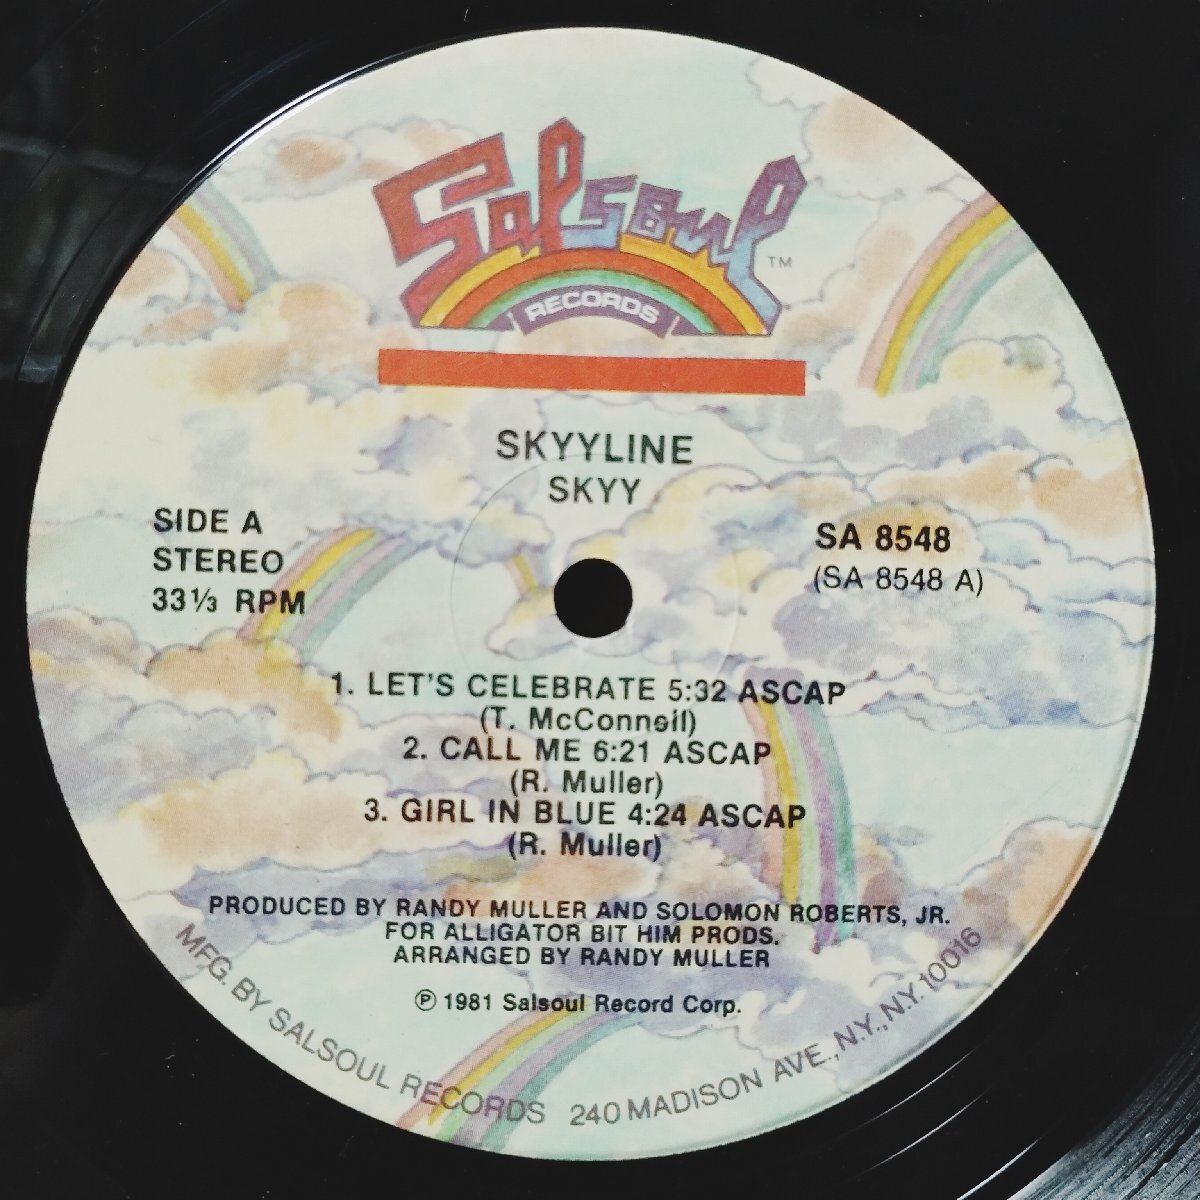 Salsoul TM
RECORDS
SKYYLINE
SKYY
SIDE A
STEREO
33 1/3 RPM
SA 8548
(SA 8548 A)
1. LET'S CELEBRATE 5:32 ASCAP
(T. McConnell)
2. CALL ME 6:21 ASCAP
(R. Muller)
3. GIRL IN BLUE 4:24 ASCAP
(R. Muller)
PRODUCED BY RANDY MULLER AND SOLOMON ROBERTS, JR.
FOR ALLIGATOR BIT HIM PRODS.
ARRANGED BY RANDY MULLER
℗ 1981 Salsoul Record Corp.
MFG. BY SALSOUL RECORDS 240 MADISON AVE., N.Y., N.Y. 10016